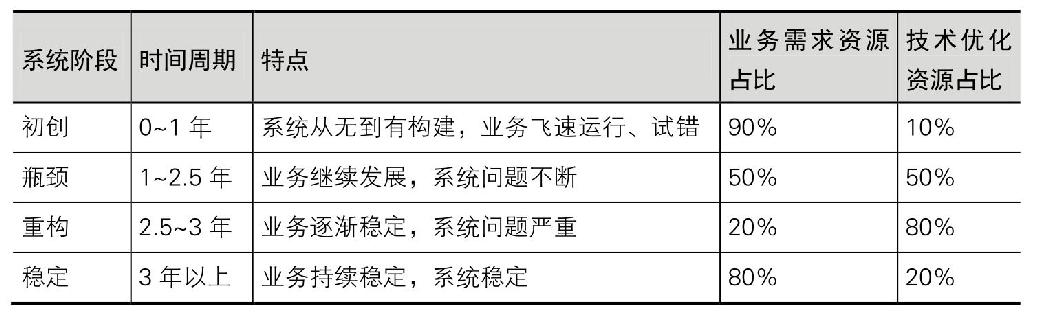 系统阶段 时间周期 特点 业务需求资源占比 技术优化资源占比
初创 0~1 年 系统从无到有构建，业务飞速运行、试错 90% 10%
瓶颈 1~2.5 年 业务继续发展，系统问题不断 50% 50%
重构 2.5~3 年 业务逐渐稳定，系统问题严重 20% 80%
稳定 3 年以上 业务持续稳定，系统稳定 80% 20%